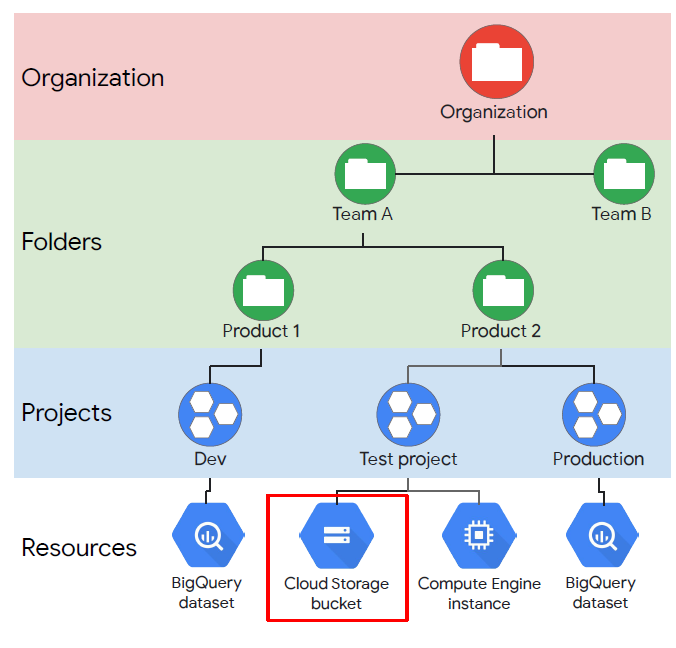 Organization
Organization
Team A
Team B
Folders
Product 1
Product 2
Projects
Dev
Test project
Production
Resources
BigQuery
dataset
Cloud Storage
bucket
Compute Engine
instance
BigQuery
dataset